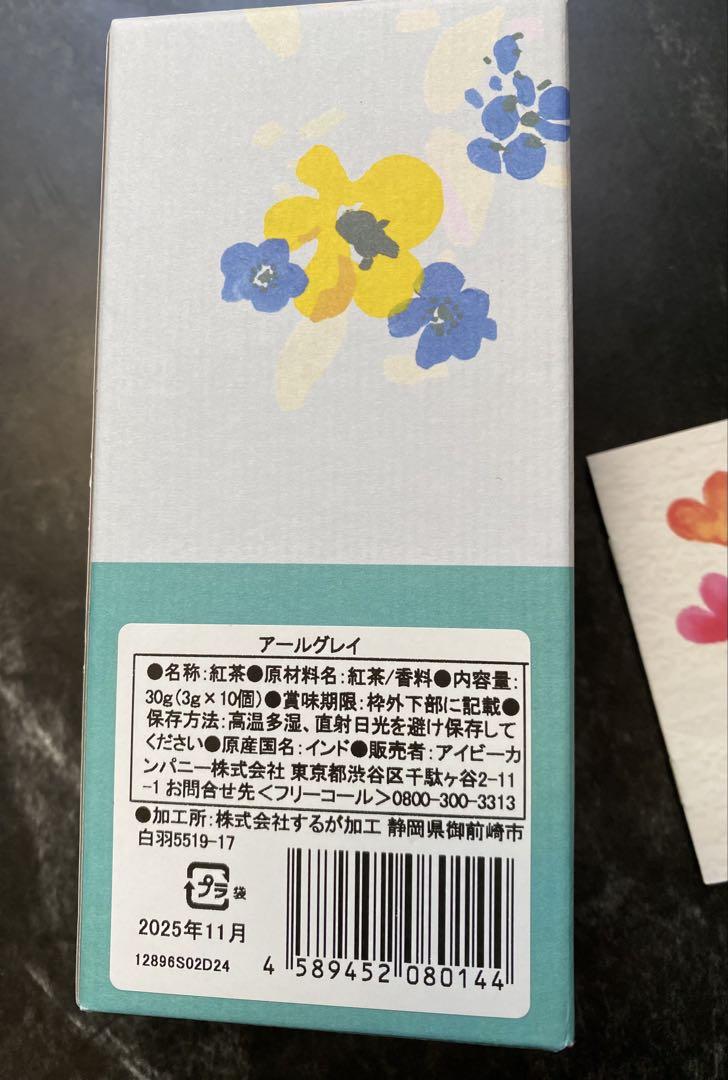 アールグレイ
●名称:紅茶●原材料名:紅茶/香料●内容量:
30g(3g×10個)●賞味期限:枠外下部に記載●
保存方法:高温多湿、直射日光を避け保存して
ください●原産国名:インド●販売者:アイビーカ
ンパニー株式会社 東京都渋谷区千駄ヶ谷2-11
-1 お問合せ先<フリーコール>0800-300-3313
●加工所:株式会社するが加工 静岡県御前崎市
白羽5519-17
プラ 袋
2025年11月
12896S02D24
4 589452 080144